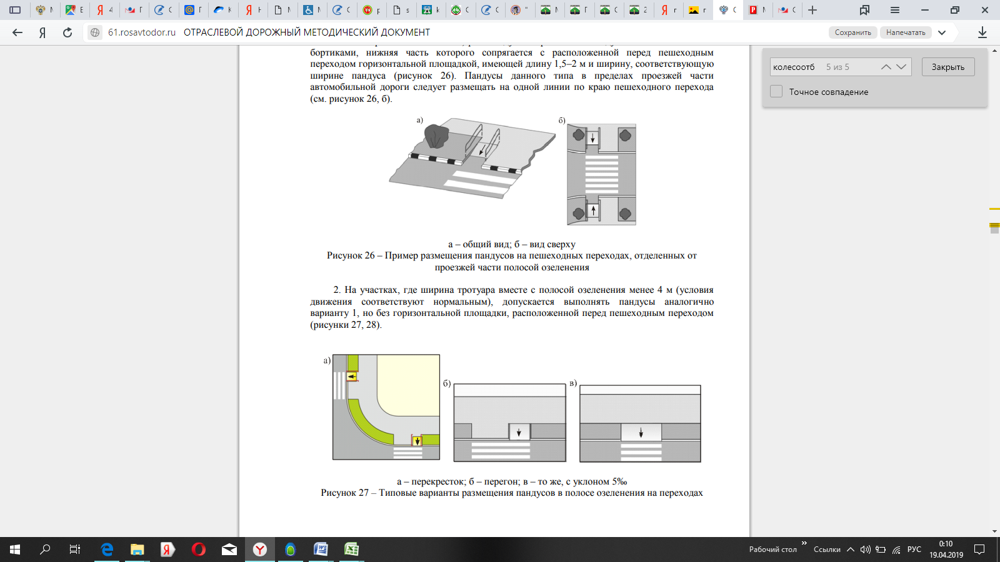 61.rosavtodor.ru ОТРАСЛЕВОЙ ДОРОЖНЫЙ МЕТОДИЧЕСКИЙ ДОКУМЕНТ
Сохранить
Напечатать
колесоотб 5 из 5
Закрыть
Точное совпадение
бортиками, нижняя часть которого сопрягается с расположенной перед пешеходным
переходом горизонтальной площадкой, имеющей длину 1,5–2 м и ширину, соответствующую
ширине пандуса (рисунок 26). Пандусы данного типа в пределах проезжей части
автомобильной дороги следует размещать на одной линии по краю пешеходного перехода
(см. рисунок 26, б).
а)
б)
а – общий вид; б – вид сверху
Рисунок 26 – Пример размещения пандусов на пешеходных переходах, отделенных от
проезжей части полосой озеленения
2. На участках, где ширина тротуара вместе с полосой озеленения менее 4 м (условия
движения соответствуют нормальным), допускается выполнять пандусы аналогично
варианту 1, но без горизонтальной площадки, расположенной перед пешеходным переходом
(рисунки 27, 28).
а)
б)
в)
а – перекресток; б – перегон; в – то же, с уклоном 5‰
Рисунок 27 – Типовые варианты размещения пандусов в полосе озеленения на переходах
Рабочий стол
Ссылки
РУС
0:10
19.04.2019